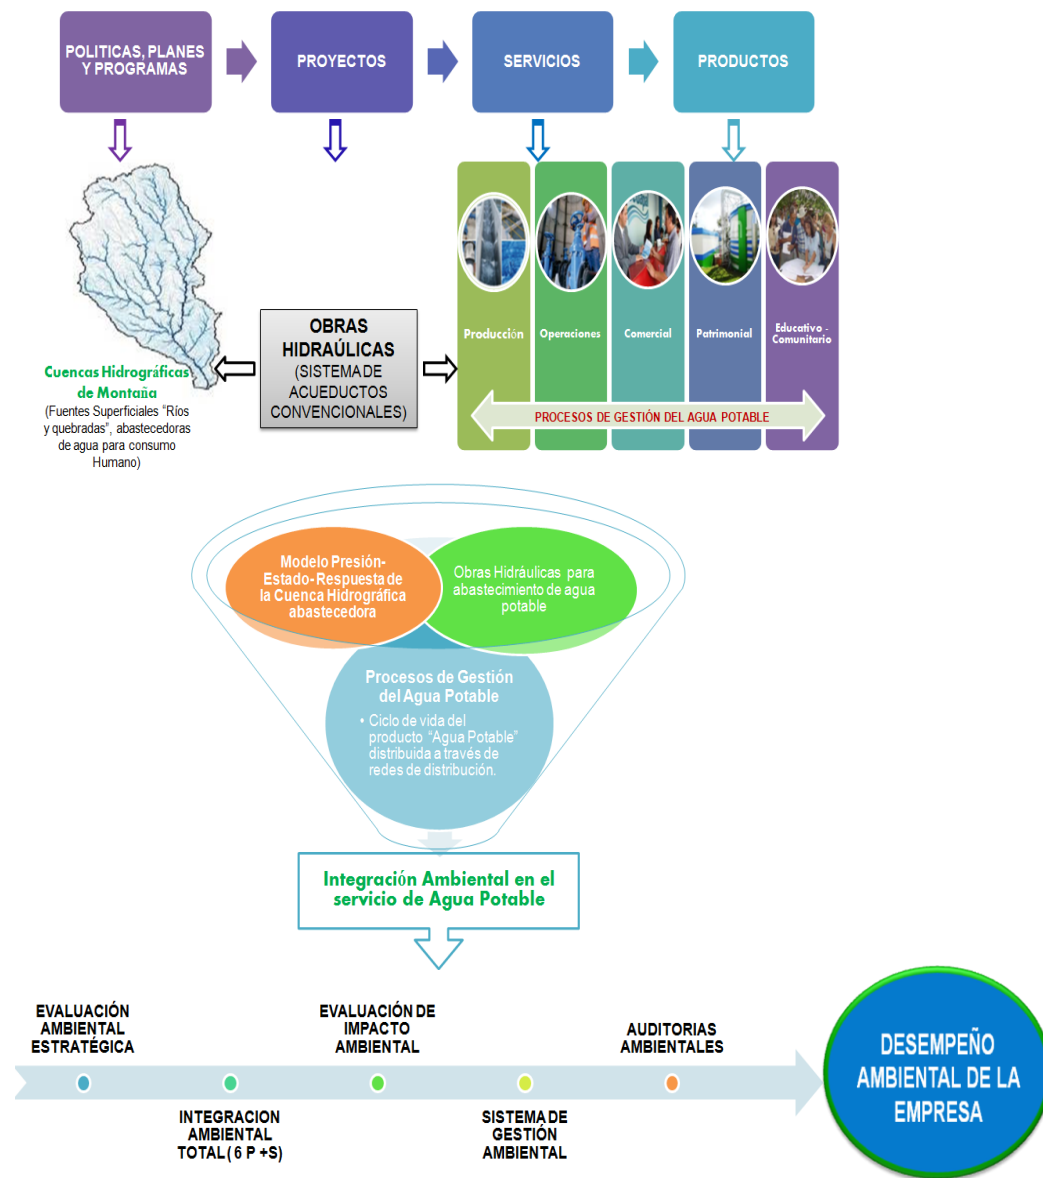 POLITICAS, PLANES
Y PROGRAMAS
PROYECTOS
SERVICIOS
PRODUCTOS
Producción
Operaciones
Comercial
Patrimonial
Educativo -
Comunitario
OBRAS
HIDRAÚLICAS
(SISTEMA DE
ACUEDUCTOS
CONVENCIONALES)
Cuencas Hidrográficas
de Montaña
(Fuentes Superficiales “Ríos
y quebradas”, abastecedoras
de agua para consumo
Humano)
PROCESOS DE GESTIÓN DEL AGUA POTABLE
Modelo Presión-
Estado- Respuesta de
la Cuenca Hidrográfica
abastecedora
Obras Hidráulicas para
abastecimiento de agua
potable
Procesos de Gestión
del Agua Potable
• Ciclo de vida del
producto “Agua Potable”
distribuida a través de
redes de distribución.
Integración Ambiental en el
servicio de Agua Potable
EVALUACIÓN
AMBIENTAL
ESTRATÉGICA
INTEGRACION
AMBIENTAL
TOTAL ( 6 P +S)
EVALUACIÓN DE
IMPACTO
AMBIENTAL
SISTEMA DE
GESTIÓN
AMBIENTAL
AUDITORIAS
AMBIENTALES
DESEMPEÑO
AMBIENTAL DE LA
EMPRESA